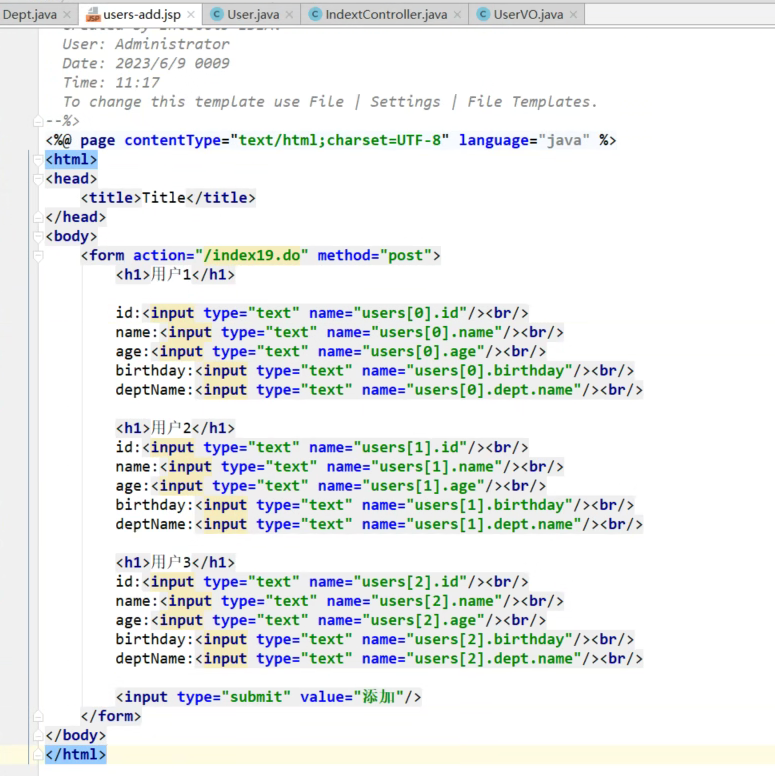 Dept.java × users-add.jsp × User.java × IndextController.java × UserVO.java ×
User: Administrator
Date: 2023/6/9 0009
Time: 11:17
To change this template use File | Settings | File Templates.
--%>
<%@ page contentType="text/html;charset=UTF-8" language="java" %>
<html>
<head>
    <title>Title</title>
</head>
<body>
    <form action="/index19.do" method="post">
        <h1>用户1</h1>
        id:<input type="text" name="users[0].id"/><br/>
        name:<input type="text" name="users[0].name"/><br/>
        age:<input type="text" name="users[0].age"/><br/>
        birthday:<input type="text" name="users[0].birthday"/><br/>
        deptName:<input type="text" name="users[0].dept.name"/><br/>
        <h1>用户2</h1>
        id:<input type="text" name="users[1].id"/><br/>
        name:<input type="text" name="users[1].name"/><br/>
        age:<input type="text" name="users[1].age"/><br/>
        birthday:<input type="text" name="users[1].birthday"/><br/>
        deptName:<input type="text" name="users[1].dept.name"/><br/>
        <h1>用户3</h1>
        id:<input type="text" name="users[2].id"/><br/>
        name:<input type="text" name="users[2].name"/><br/>
        age:<input type="text" name="users[2].age"/><br/>
        birthday:<input type="text" name="users[2].birthday"/><br/>
        deptName:<input type="text" name="users[2].dept.name"/><br/>
        <input type="submit" value="添加"/>
    </form>
</body>
</html>